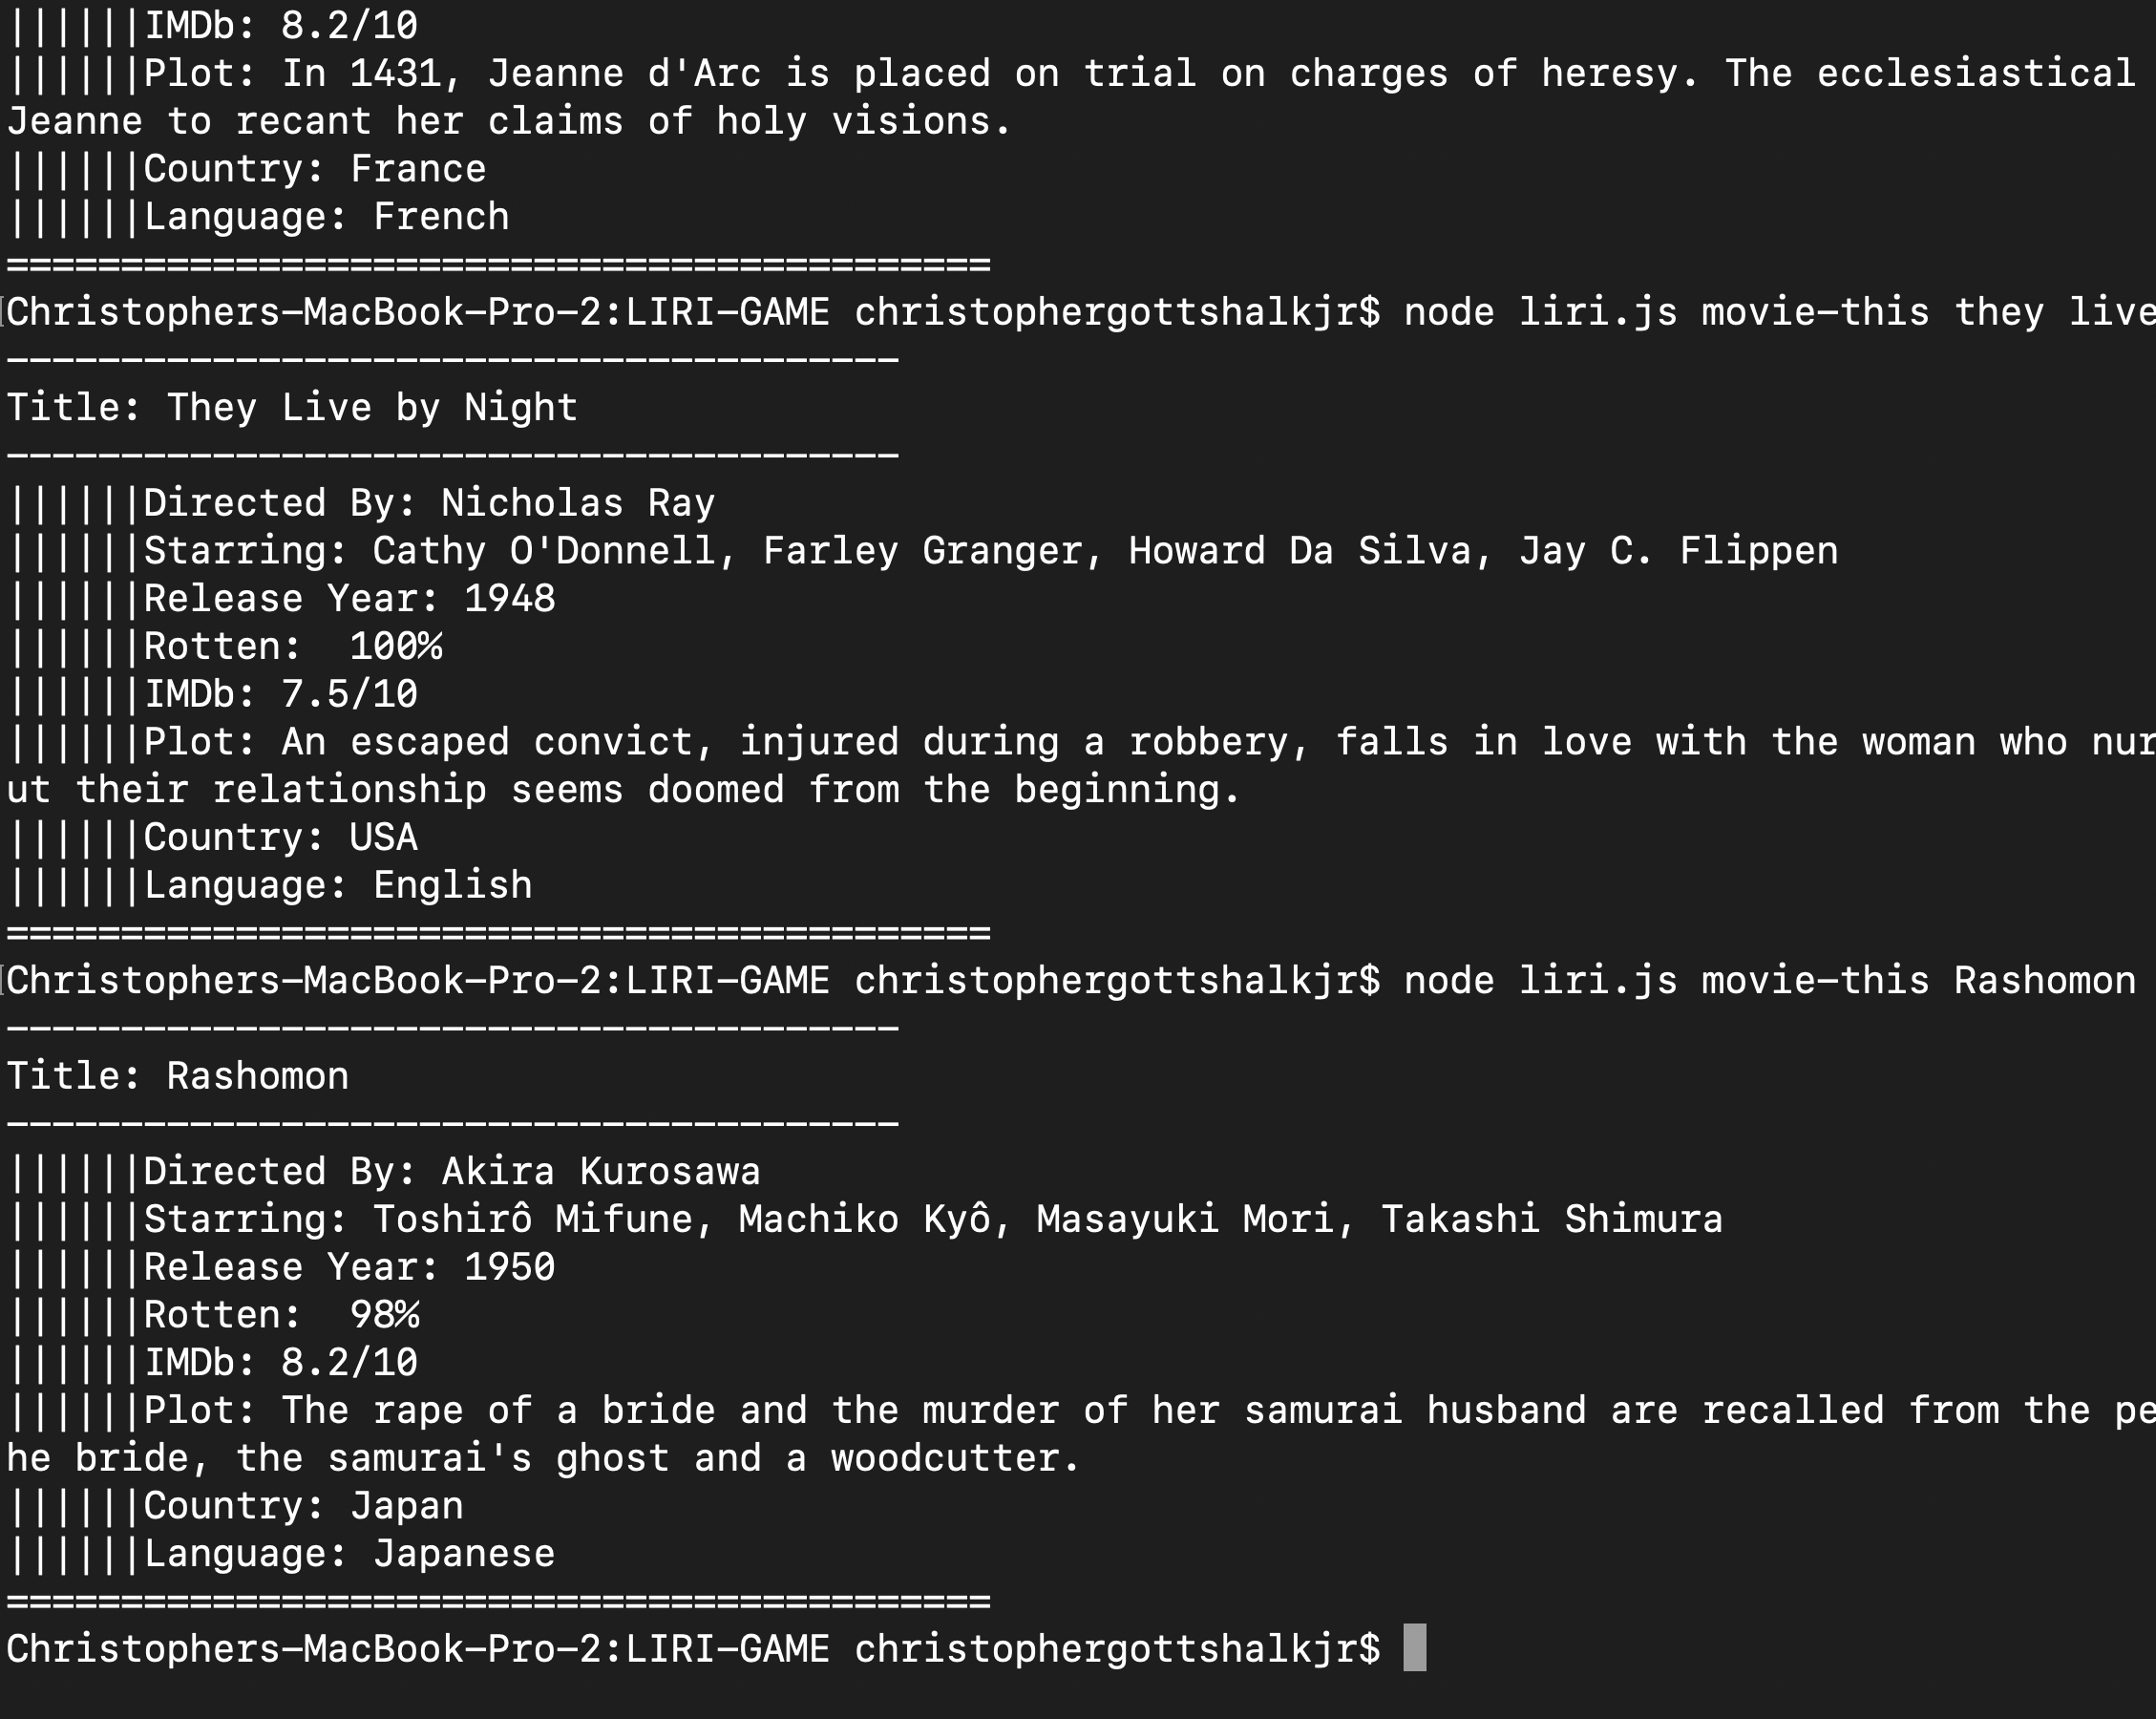 ||||||IMDb: 8.2/10
||||||Plot: In 1431, Jeanne d'Arc is placed on trial on charges of heresy. The ecclesiastical
Jeanne to recant her claims of holy visions.
||||||Country: France
||||||Language: French
===========================================
Christophers-MacBook-Pro-2:LIRI-GAME christophergottshalkjr$ node liri.js movie-this they live
---------------------------------------
Title: They Live by Night
---------------------------------------
||||||Directed By: Nicholas Ray
||||||Starring: Cathy O'Donnell, Farley Granger, Howard Da Silva, Jay C. Flippen
||||||Release Year: 1948
||||||Rotten:  100%
||||||IMDb: 7.5/10
||||||Plot: An escaped convict, injured during a robbery, falls in love with the woman who nur
ut their relationship seems doomed from the beginning.
||||||Country: USA
||||||Language: English
===========================================
Christophers-MacBook-Pro-2:LIRI-GAME christophergottshalkjr$ node liri.js movie-this Rashomon
---------------------------------------
Title: Rashomon
---------------------------------------
||||||Directed By: Akira Kurosawa
||||||Starring: Toshirô Mifune, Machiko Kyô, Masayuki Mori, Takashi Shimura
||||||Release Year: 1950
||||||Rotten:  98%
||||||IMDb: 8.2/10
||||||Plot: The rape of a bride and the murder of her samurai husband are recalled from the pe
he bride, the samurai's ghost and a woodcutter.
||||||Country: Japan
||||||Language: Japanese
===========================================
Christophers-MacBook-Pro-2:LIRI-GAME christophergottshalkjr$